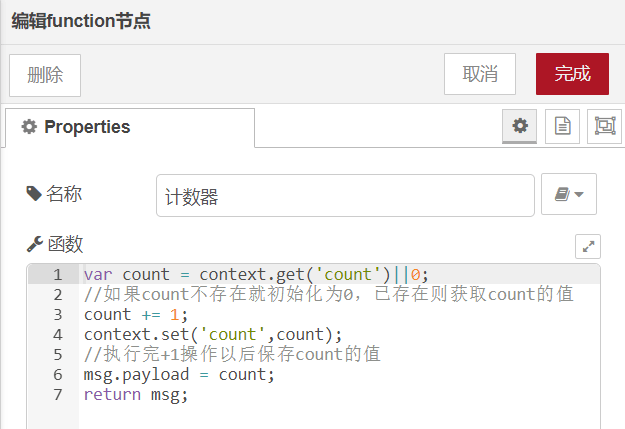 编辑function节点
删除
取消
完成
Properties
名称
计数器
函数
1 var count = context.get('count')||0;
2 //如果count不存在就初始化为0，已存在则获取count的值
3 count += 1;
4 context.set('count',count);
5 //执行完+1操作以后保存count的值
6 msg.payload = count;
7 return msg;